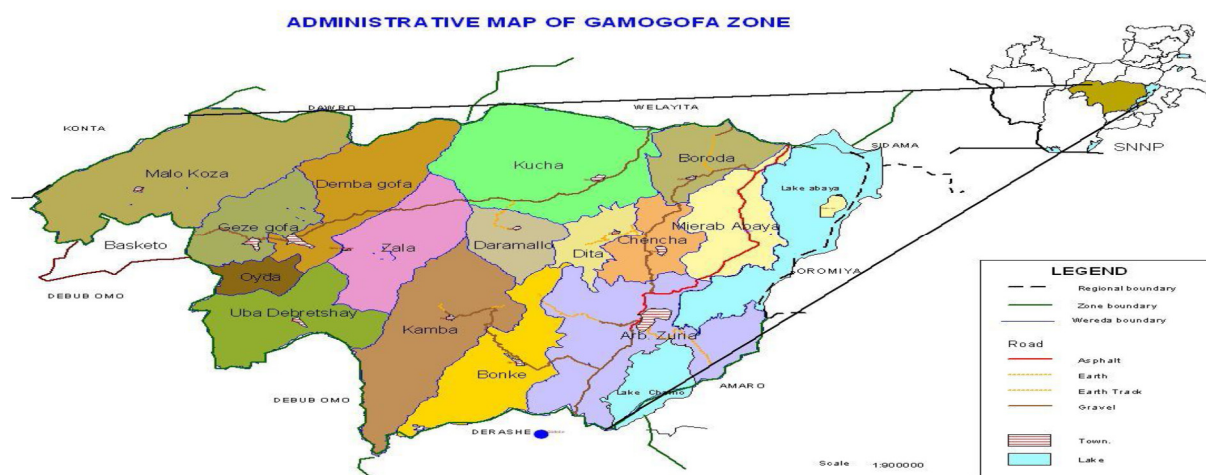 ADMINISTRATIVE MAP OF GAMOGOFA ZONE
DAWRO
WELAYITA
KONTA
SIDAMA
SNNP
Malo Koza
Demba gofa
Kucha
Boroda
Lake abaya
Geze gofa
Basketo
Zala
Daramallo
Dita
Chencha
Mierab Abaya
Oyda
OROMIYA
DEBUB OMO
Uba Debretshay
Kamba
Arb. Zuria
Bonke
Lake Chamo
AMARO
DEBUB OMO
DERASHE
LEGEND
Regional boundary
Zone boundary
Wereda boundary
Road
Asphalt
Earth
Earth Track
Gravel
Town.
Lake
Scale 1:900000